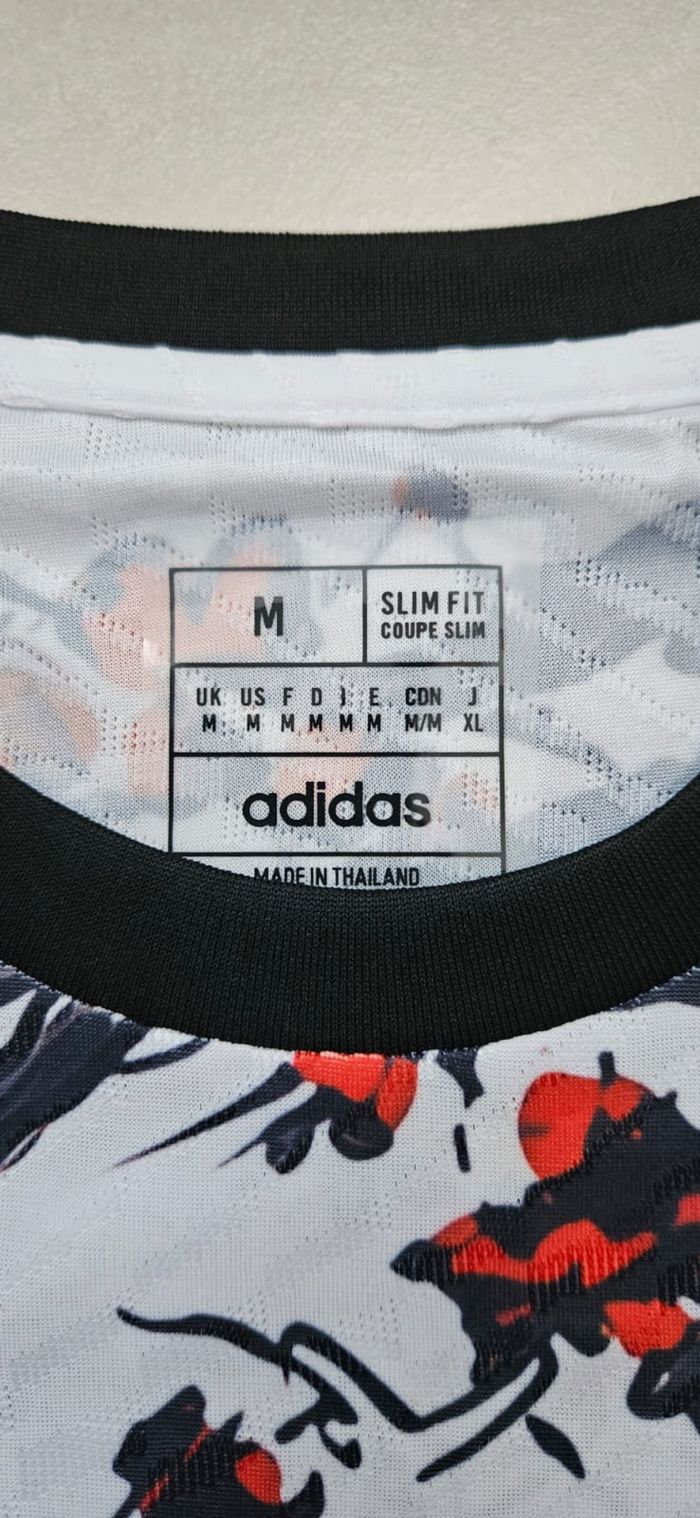 M
SLIM FIT
COUPE SLIM
UK US F D I E CDN J
M M M M M M M/M XL
adidas
MADE IN THAILAND